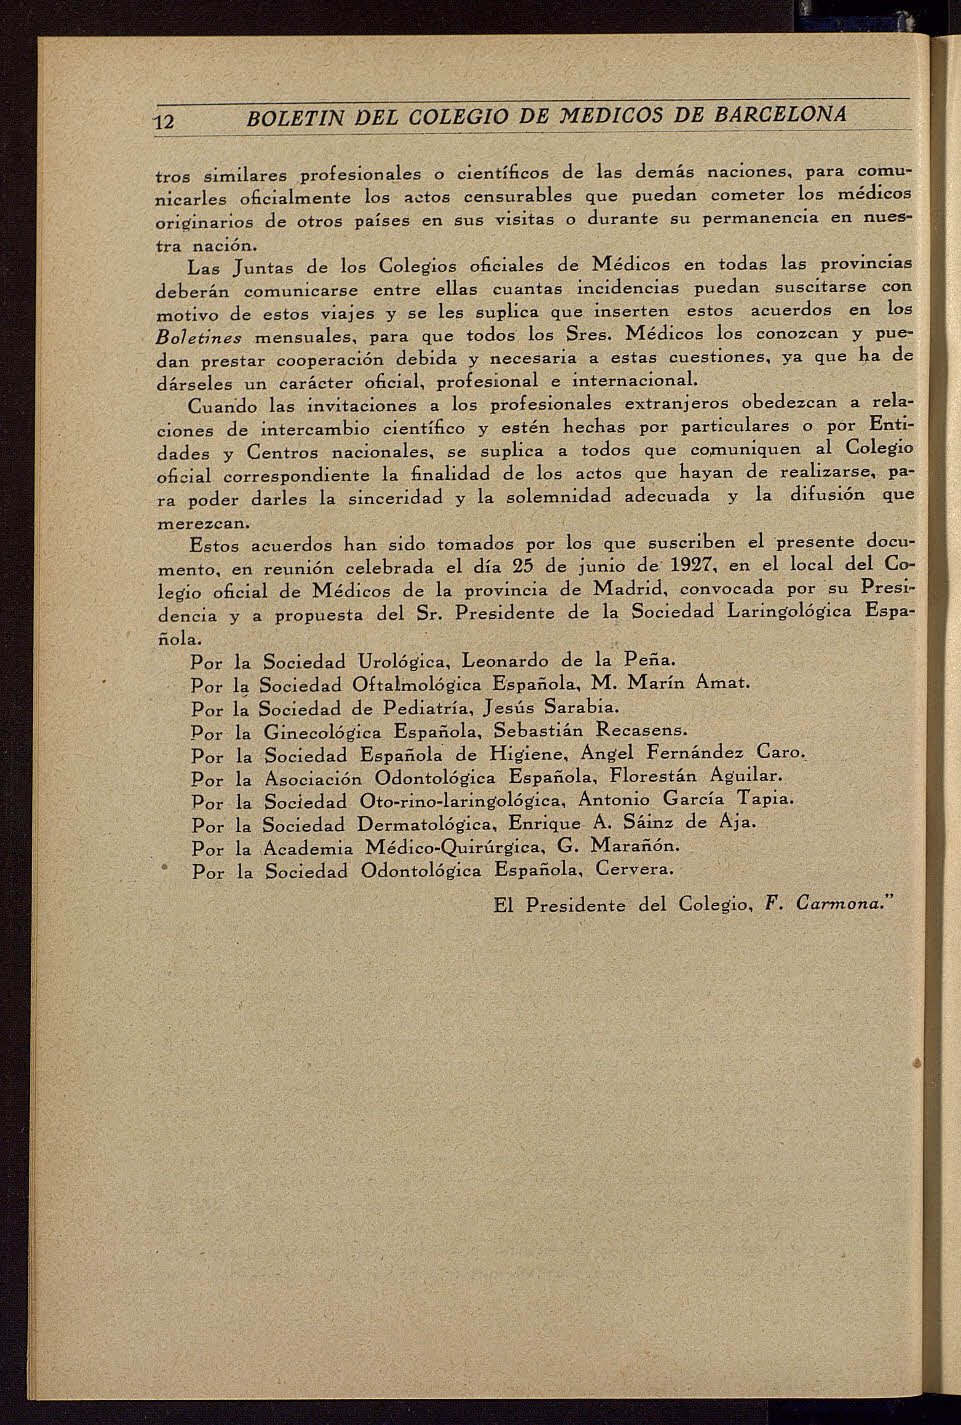 12 BOLETIN DEL COLEGIO DE MEDICOS DE BARCELONA
tros similares profesionales o científicos de las demás naciones, para comu-
nicarles oficialmente los actos censurables que puedan cometer los médicos
originarios de otros países en sus visitas o durante su permanencia en nues-
tra nación.
Las Juntas de los Colegios oficiales de Médicos en todas las provincias
deberán comunicarse entre ellas cuantas incidencias puedan suscitarse con
motivo de estos viajes y se les suplica que inserten estos acuerdos en los
Boletines mensuales, para que todos los Sres. Médicos los conozcan y pue-
dan prestar cooperación debida y necesaria a estas cuestiones, ya que ha de
dárseles un carácter oficial, profesional e internacional.
Cuando las invitaciones a los profesionales extranjeros obedezcan a rela-
ciones de intercambio científico y estén hechas por particulares o por Enti-
dades y Centros nacionales, se suplica a todos que comuniquen al Colegio
oficial correspondiente la finalidad de los actos que hayan de realizarse, pa-
ra poder darles la sinceridad y la solemnidad adecuada y la difusión que
merezcan.
Estos acuerdos han sido tomados por los que suscriben el presente docu-
mento, en reunión celebrada el día 25 de junio de 1927, en el local del Co-
legio oficial de Médicos de la provincia de Madrid, convocada por su Presi-
dencia y a propuesta del Sr. Presidente de la Sociedad Laringológica Espa-
ñola.
Por la Sociedad Urológica, Leonardo de la Peña.
Por la Sociedad Oftalmológica Española, M. Marín Amat.
Por la Sociedad de Pediatría, Jesús Sarabia.
Por la Ginecológica Española, Sebastián Recasens.
Por la Sociedad Española de Higiene, Angel Fernández Caro.
Por la Asociación Odontológica Española, Florestán Aguilar.
Por la Sociedad Oto-rino-laringológica, Antonio García Tapia.
Por la Sociedad Dermatológica, Enrique A. Sáinz de Aja.
Por la Academia Médico-Quirúrgica, G. Marañón.
Por la Sociedad Odontológica Española, Cervera.
El Presidente del Colegio, F. Carmona."